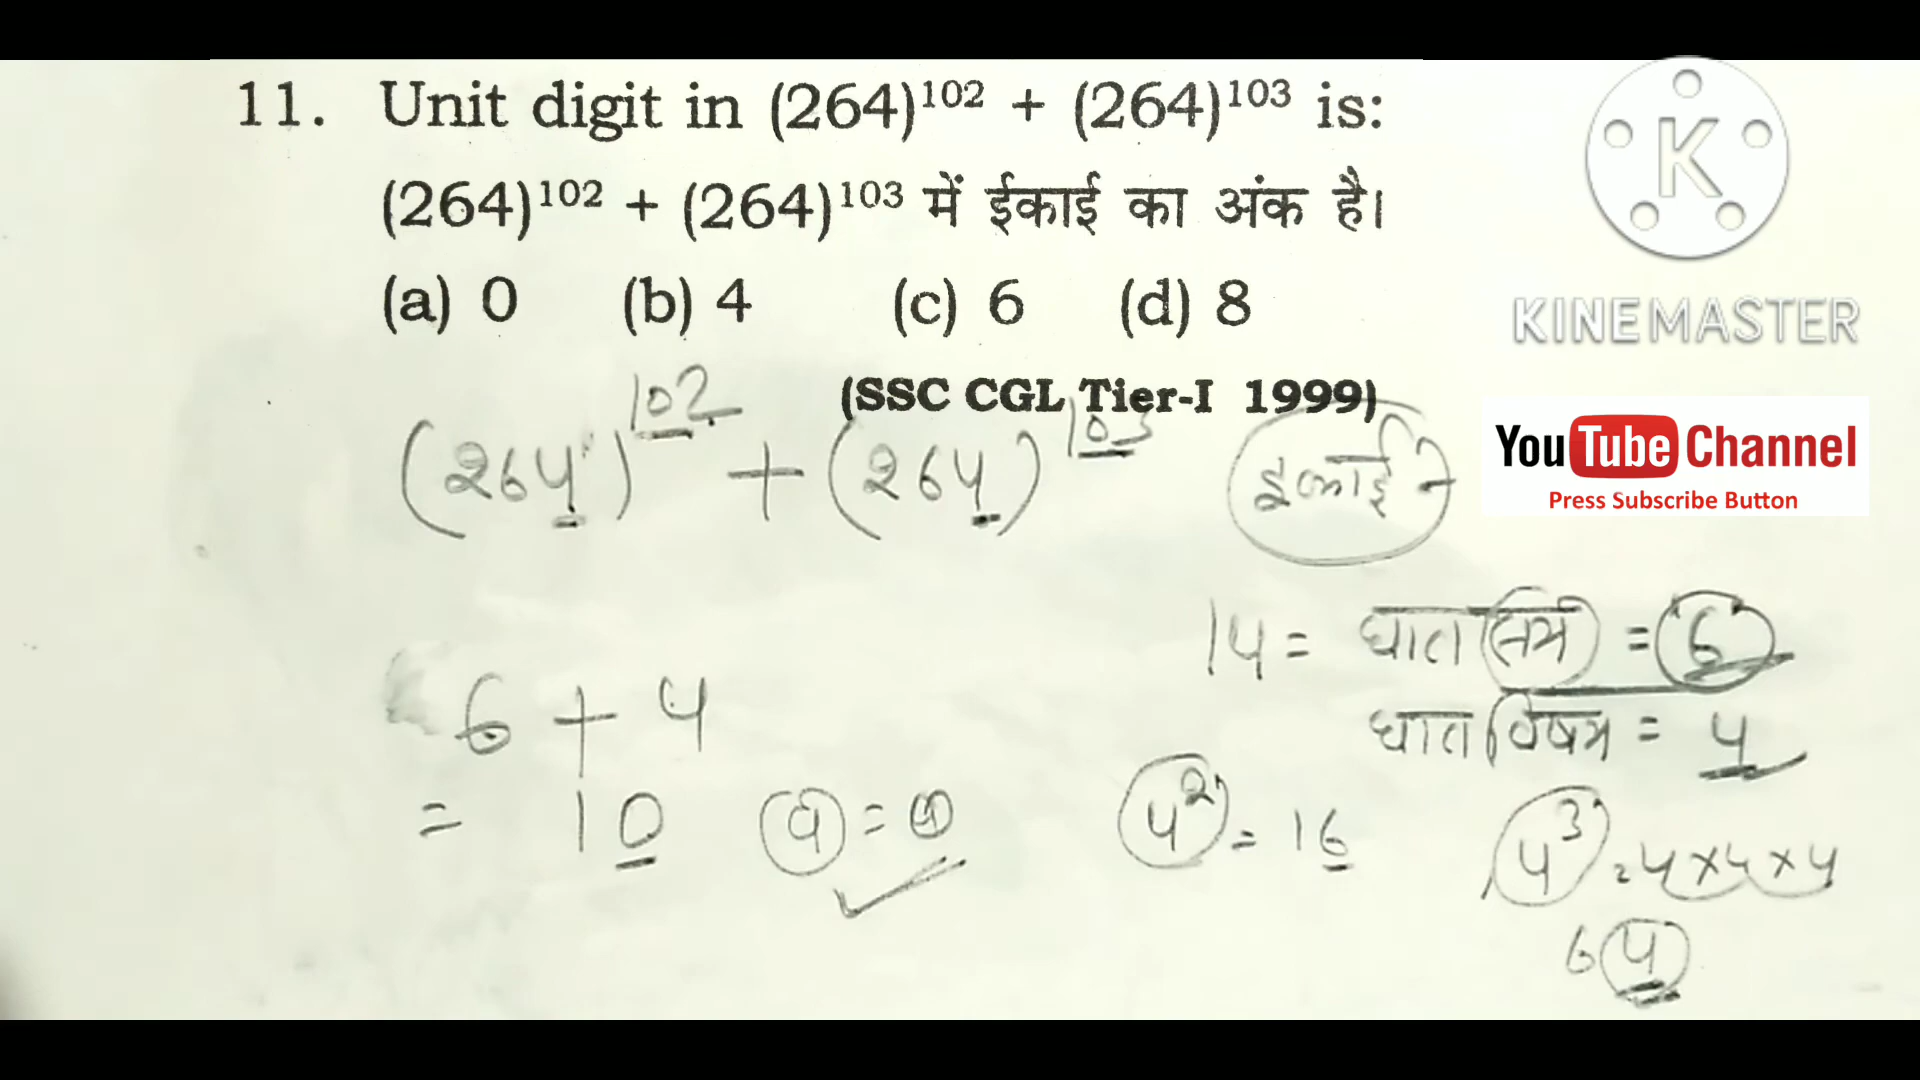 11. Unit digit in (264)¹⁰² + (264)¹⁰³ is:
(264)¹⁰² + (264)¹⁰³ में ईकाई का अंक है।
(a) 0 (b) 4 (c) 6 (d) 8
(SSC CGL Tier-I 1999)
K
KINEMASTER
YouTube Channel
Press Subscribe Button
(264)¹⁰² + (264)¹⁰³ इकाई
घात सम = 6
घात विषम = 4
6 + 4
= 10
4² = 16
4³ = 4×4×4
64